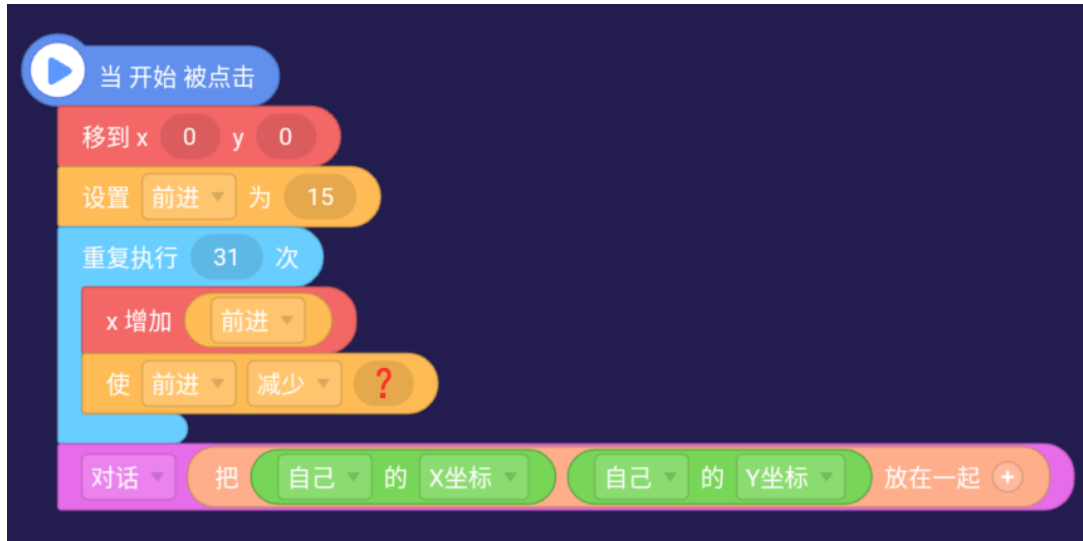 当 开始 被点击
移到 x 0 y 0
设置 前进 为 15
重复执行 31 次
x 增加 前进
使 前进 减少 ?
对话 把 自己 的 X坐标 自己 的 Y坐标 放在一起 +